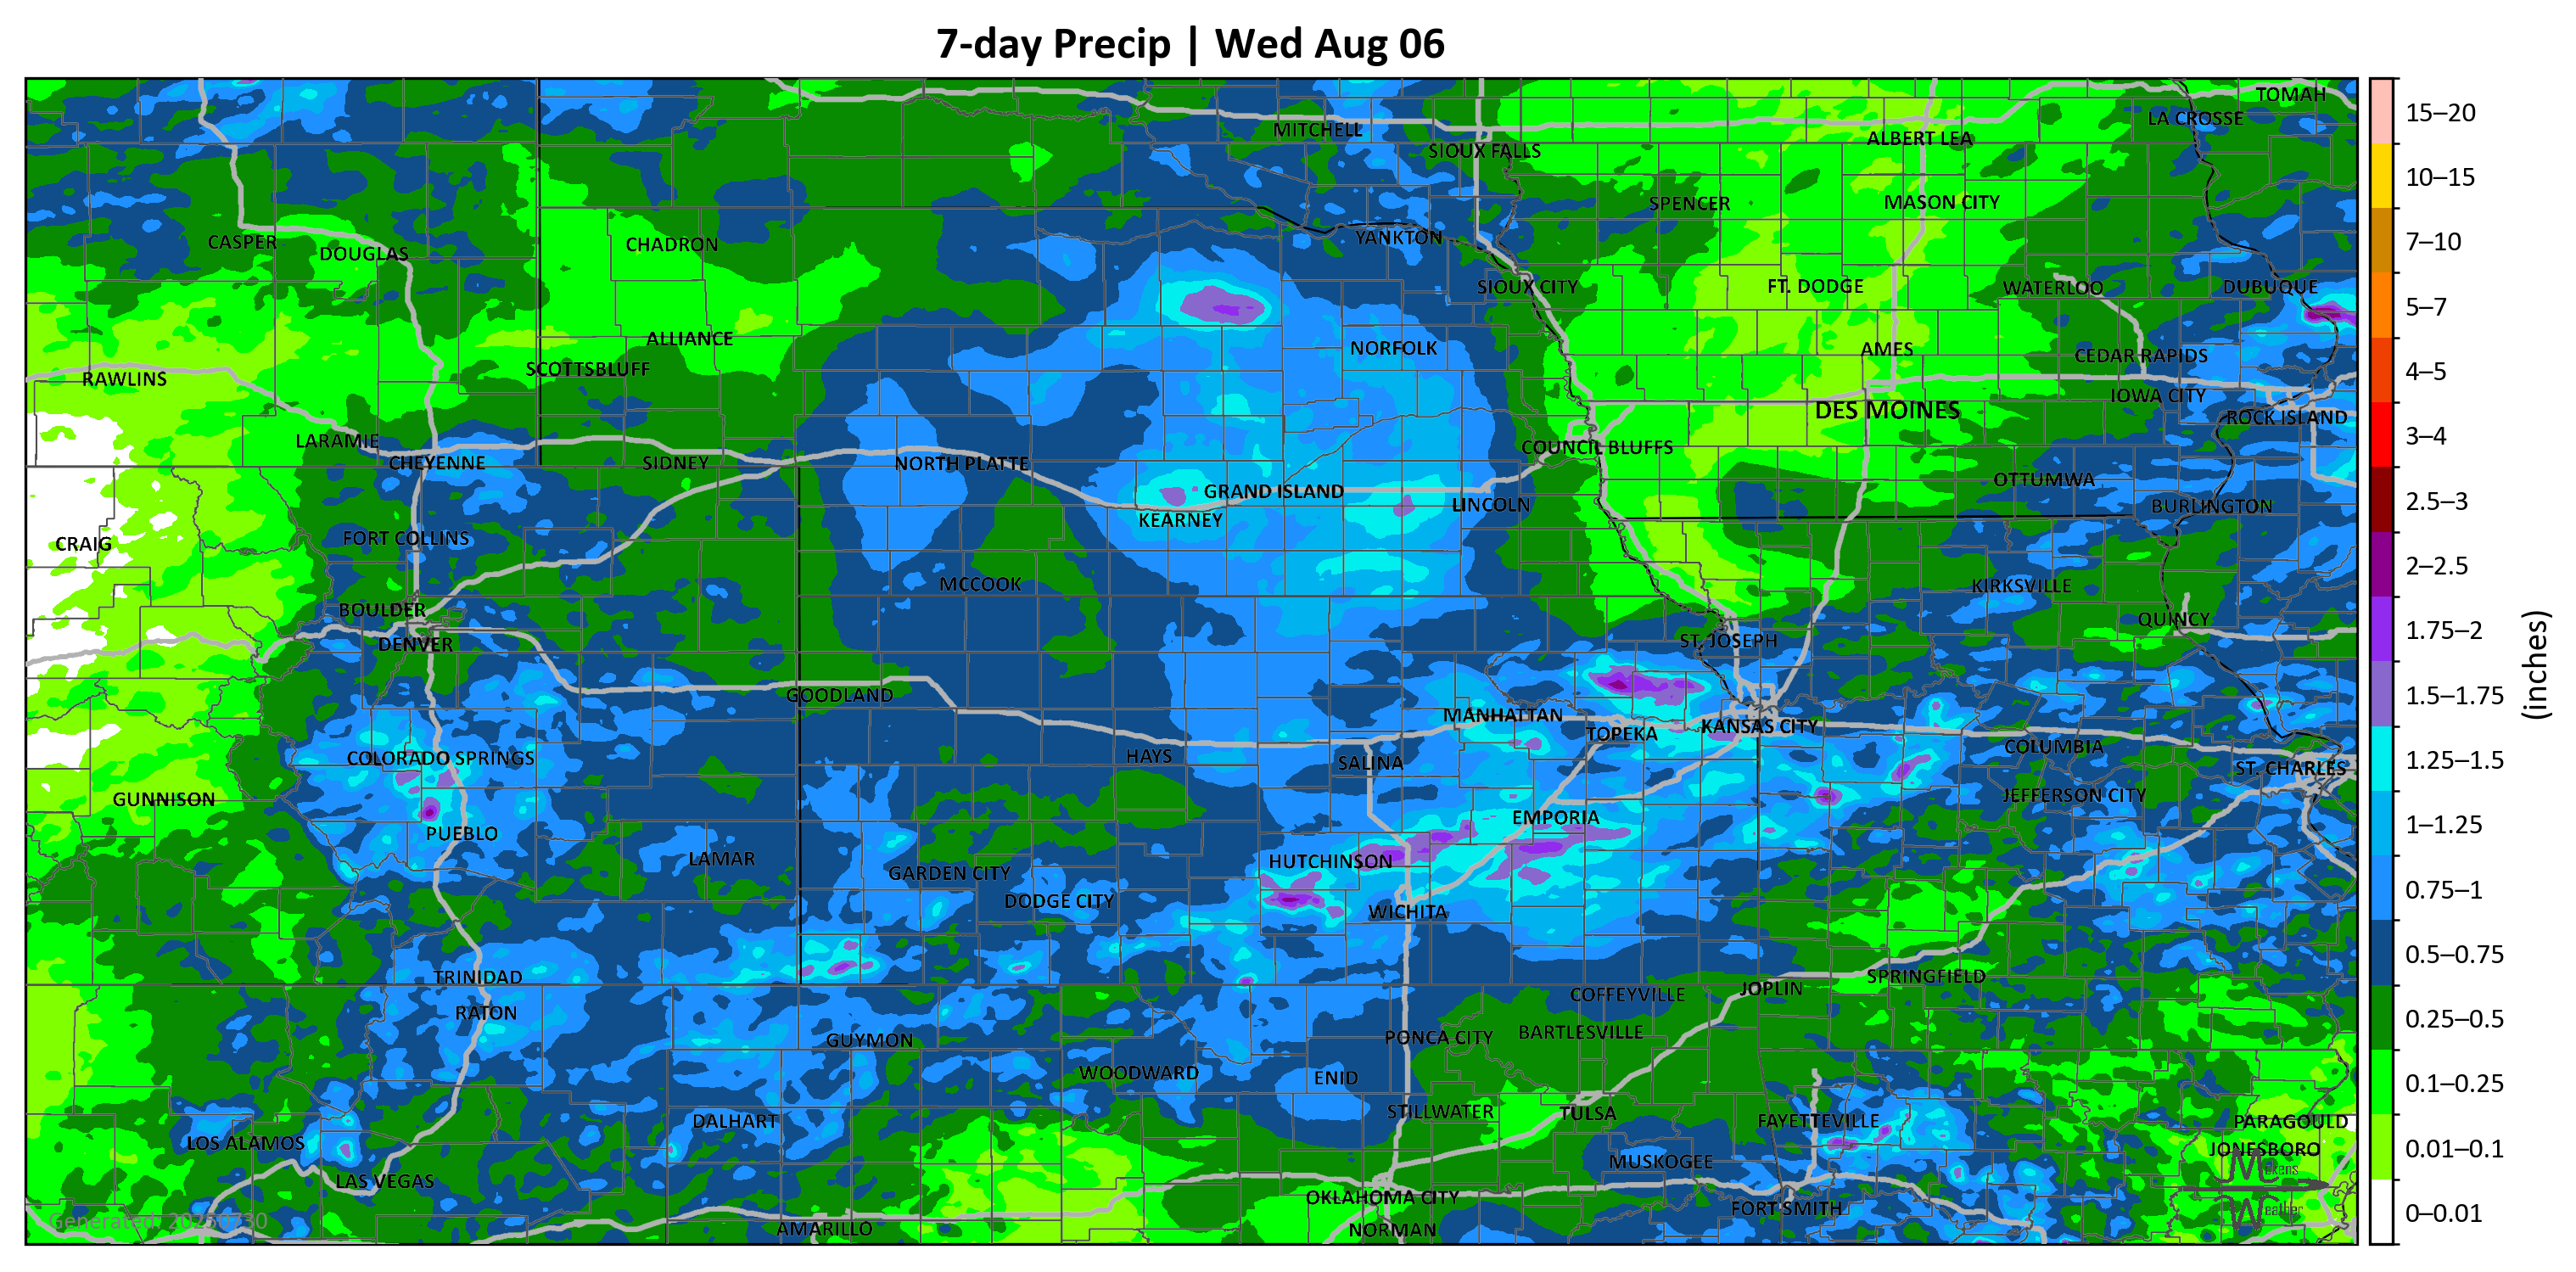 7-day Precip | Wed Aug 06
TOMAH
LA CROSSE
MITCHELL
ALBERT LEA
SIOUX FALLS
SPENCER
MASON CITY
CASPER
DOUGLAS
CHADRON
YANKTON
SIOUX CITY
FT. DODGE
WATERLOO
DUBUQUE
ALLIANCE
NORFOLK
AMES
CEDAR RAPIDS
SCOTTSBLUFF
RAWLINS
IOWA CITY
DES MOINES
ROCK ISLAND
LARAMIE
COUNCIL BLUFFS
CHEYENNE
SIDNEY
NORTH PLATTE
OTTUMWA
GRAND ISLAND
LINCOLN
BURLINGTON
KEARNEY
CRAIG
FORT COLLINS
MCCOOK
KIRKSVILLE
BOULDER
QUINCY
DENVER
ST. JOSEPH
GOODLAND
MANHATTAN
KANSAS CITY
TOPEKA
COLUMBIA
COLORADO SPRINGS
HAYS
SALINA
ST. CHARLES
GUNNISON
JEFFERSON CITY
EMPORIA
PUEBLO
LAMAR
HUTCHINSON
GARDEN CITY
DODGE CITY
WICHITA
TRINIDAD
SPRINGFIELD
JOPLIN
COFFEYVILLE
RATON
BARTLESVILLE
PONCA CITY
GUYMON
WOODWARD
ENID
STILLWATER
TULSA
DALHART
FAYETTEVILLE
PARAGOULD
LOS ALAMOS
JONESBORO
MUSKOGEE
LAS VEGAS
OKLAHOMA CITY
FORT SMITH
AMARILLO
NORMAN
Generated: 20250730
Mickens
Weather
15–20
10–15
7–10
5–7
4–5
3–4
2.5–3
2–2.5
1.75–2
1.5–1.75
1.25–1.5
1–1.25
0.75–1
0.5–0.75
0.25–0.5
0.1–0.25
0.01–0.1
0–0.01
(inches)